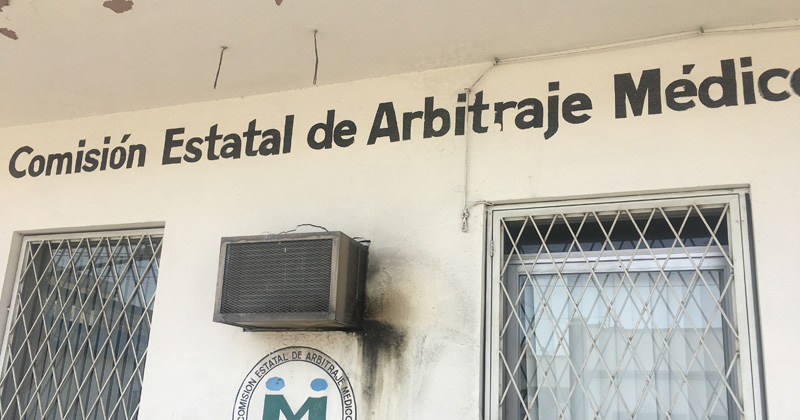 Comisión Estatal de Arbitraje Médico
COMISION ESTATAL DE ARBITRAJE MEDICO
M